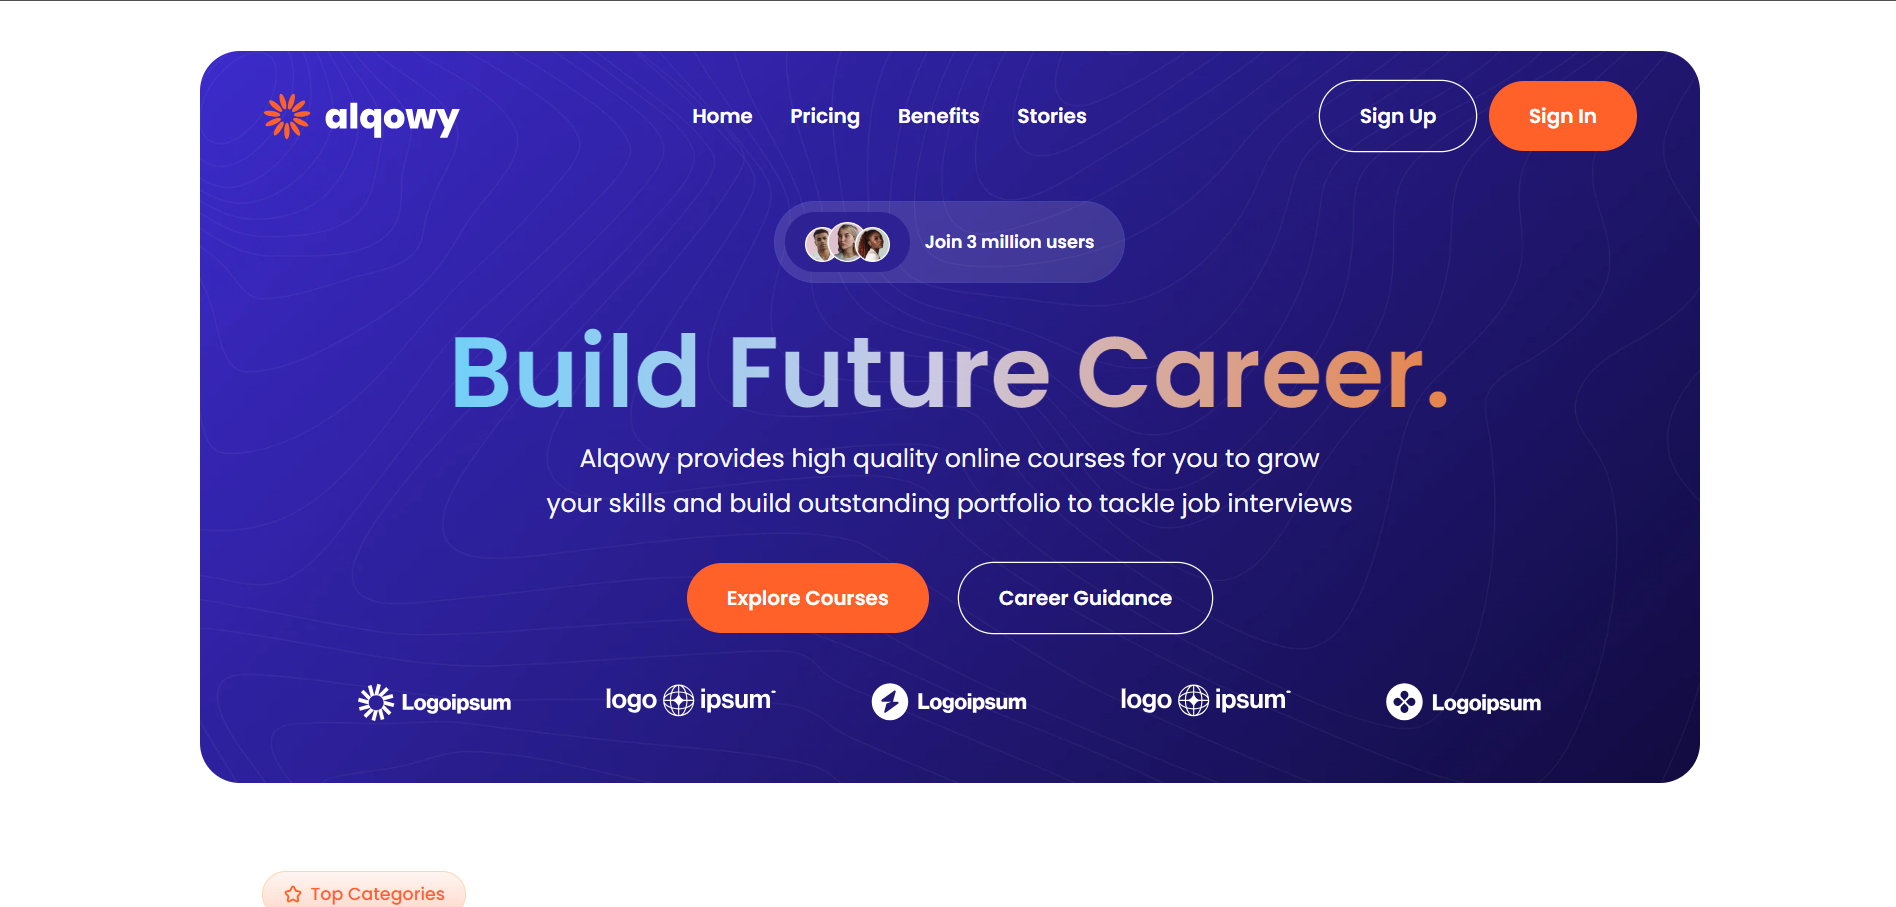 alqowy
Home Pricing Benefits Stories
Sign Up Sign In
Join 3 million users
Build Future Career.
Alqowy provides high quality online courses for you to grow
your skills and build outstanding portfolio to tackle job interviews
Explore Courses Career Guidance
Logoipsum logo ipsum Logoipsum logo ipsum Logoipsum
Top Categories